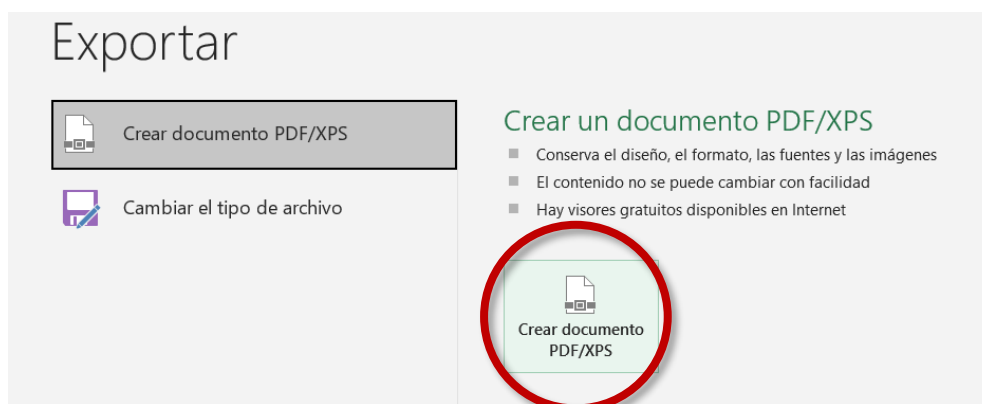 Exportar
Crear documento PDF/XPS
Cambiar el tipo de archivo
Crear un documento PDF/XPS
Conserva el diseño, el formato, las fuentes y las imágenes
El contenido no se puede cambiar con facilidad
Hay visores gratuitos disponibles en Internet
Crear documento
PDF/XPS